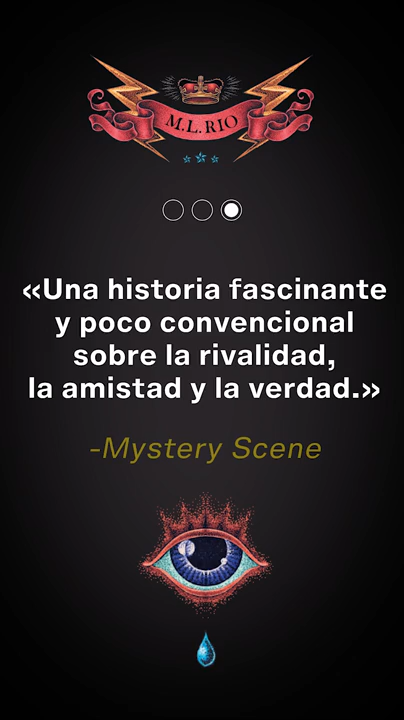 M.L. RIO
«Una historia fascinante
y poco convencional
sobre la rivalidad,
la amistad y la verdad.»
-Mystery Scene